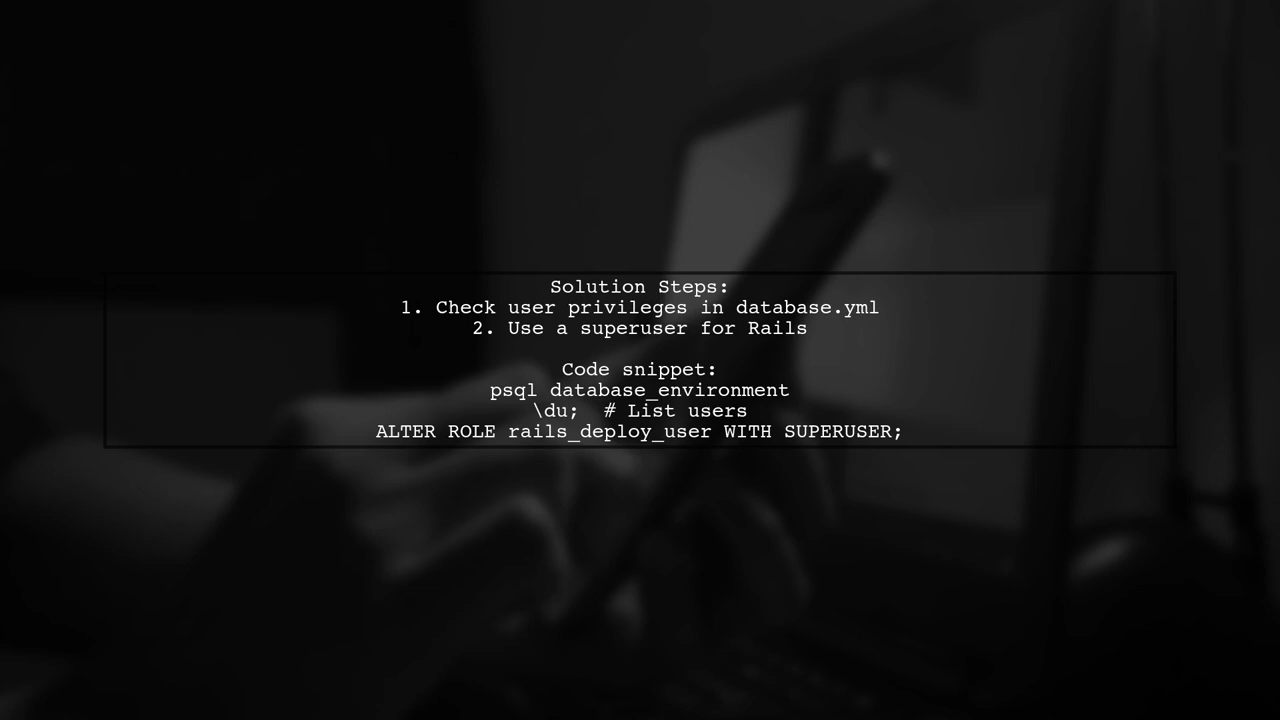 Solution Steps:
1. Check user privileges in database.yml
2. Use a superuser for Rails
Code snippet:
psql database_environment
\du;  # List users
ALTER ROLE rails_deploy_user WITH SUPERUSER;